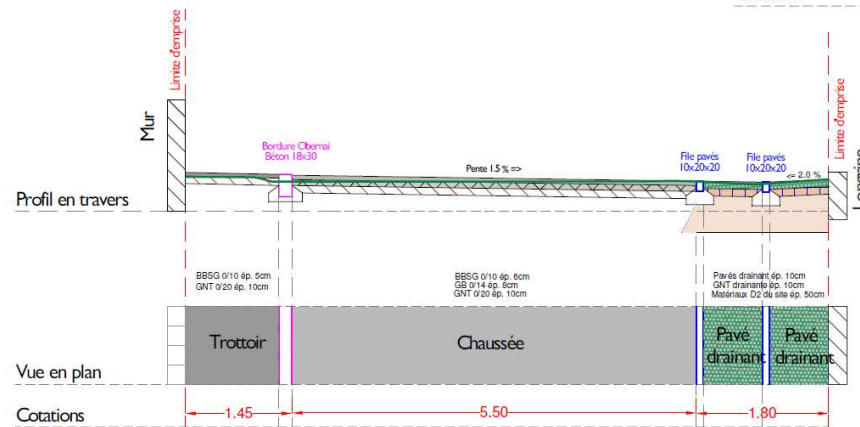 Limite d'emprise
Limite d'emprise
Mur
Bordure Obernai
Béton 18x30
Pente 1.5 % =>
File pavés
10x20x20
File pavés
10x20x20
<= 2.0 %
Profil en travers
BBSG 0/10 ép. 5cm
GNT 0/20 ép. 10cm
BBSG 0/10 ép. 6cm
GB 0/14 ép. 8cm
GNT 0/20 ép. 10cm
Pavés drainant ép. 10cm
GNT drainante ép. 10cm
Matériaux D2 du site ép. 50cm
Trottoir
Chaussée
Pavé
drainant
Pavé
drainant
Vue en plan
Cotations
1.45
5.50
1.80